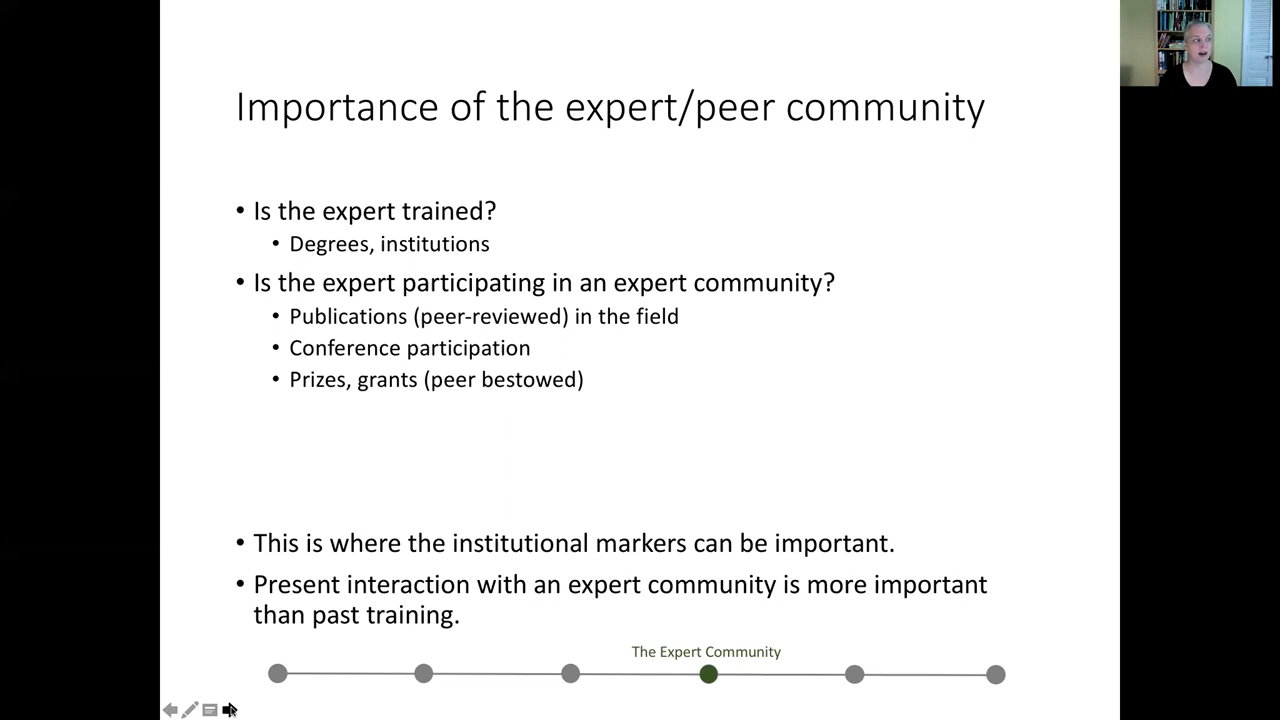 Importance of the expert/peer community
• Is the expert trained?
• Degrees, institutions
• Is the expert participating in an expert community?
• Publications (peer-reviewed) in the field
• Conference participation
• Prizes, grants (peer bestowed)
• This is where the institutional markers can be important.
• Present interaction with an expert community is more important
than past training.
The Expert Community